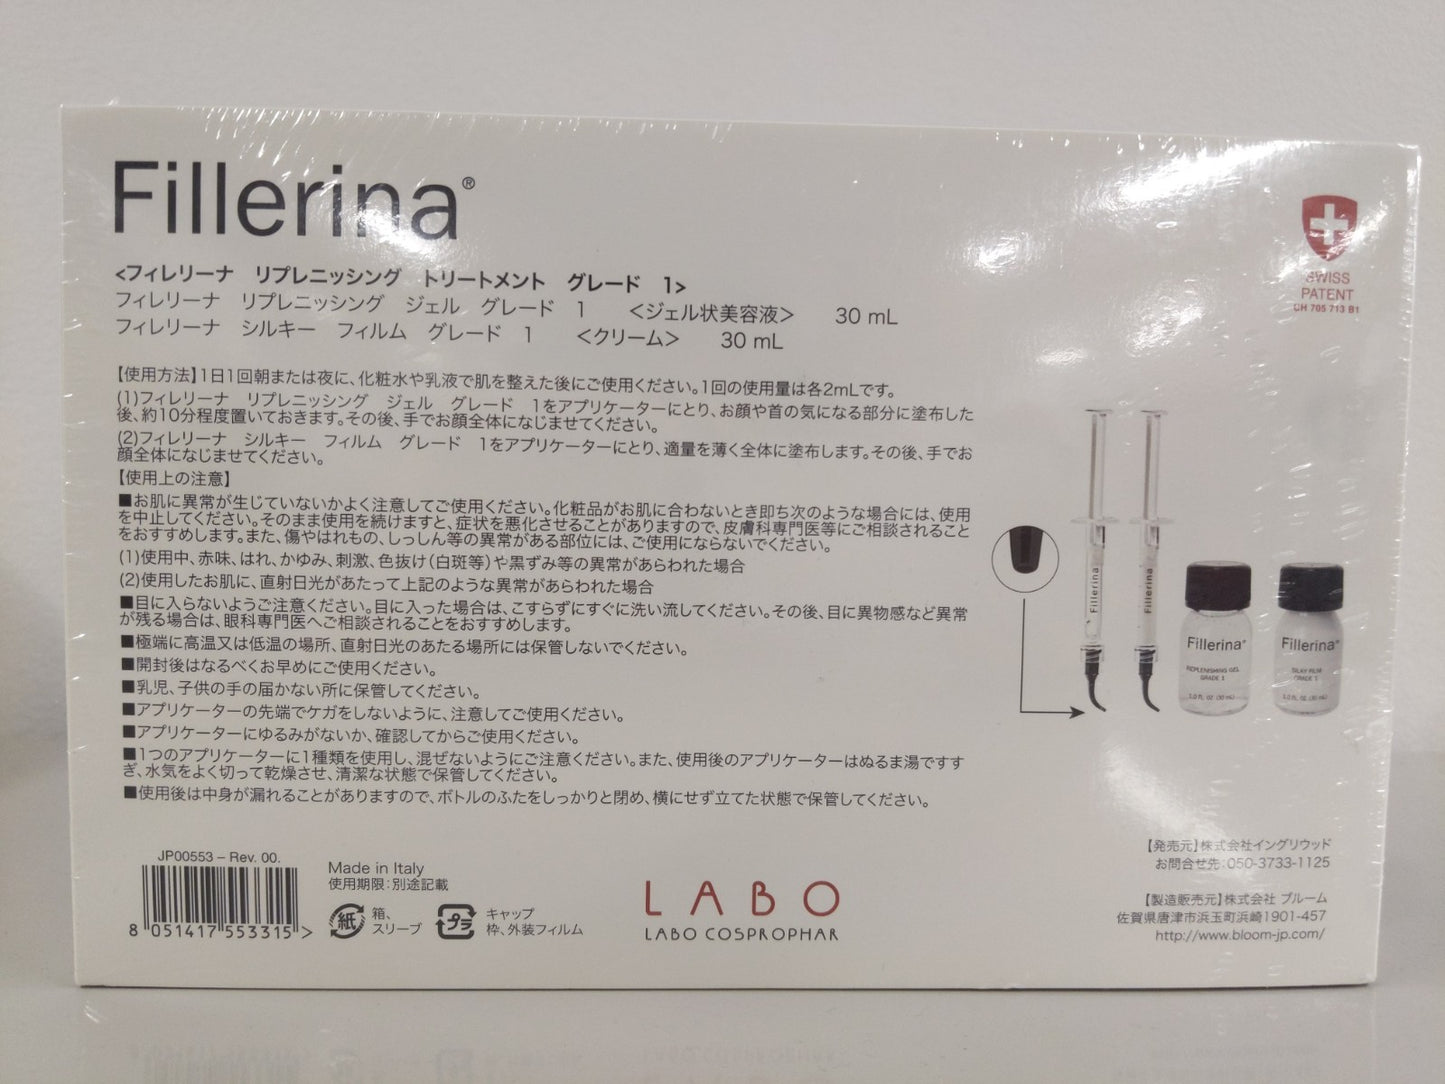 Fillerina®
<フィレリーナ　リプレニッシング　トリートメント　グレード　1>
フィレリーナ　リプレニッシング　ジェル　グレード　1　<ジェル状美容液>　30 mL
フィレリーナ　シルキー　フィルム　グレード　1　<クリーム>　30 mL
【使用方法】1日1回朝または夜に、化粧水や乳液で肌を整えた後にご使用ください。1回の使用量は各2mLです。
(1)フィレリーナ　リプレニッシング　ジェル　グレード　1をアプリケーターにとり、お顔や首の気になる部分に塗布した
後、約10分程度置いておきます。その後、手でお顔全体になじませてください。
(2)フィレリーナ　シルキー　フィルム　グレード　1をアプリケーターにとり、適量を薄く全体に塗布します。その後、手でお
顔全体になじませてください。
【使用上の注意】
■お肌に異常が生じていないかよく注意してご使用ください。化粧品がお肌に合わないとき即ち次のような場合には、使用
を中止してください。そのまま使用を続けますと、症状を悪化させることがありますので、皮膚科専門医等にご相談されること
をおすすめします。また、傷やはれもの、しっしん等の異常がある部位には、ご使用にならないでください。
(1)使用中、赤味、はれ、かゆみ、刺激、色抜け(白斑等)や黒ずみ等の異常があらわれた場合
(2)使用したお肌に、直射日光があたって上記のような異常があらわれた場合
■目に入らないようご注意ください。目に入った場合は、こすらずにすぐに洗い流してください。その後、目に異物感など異常
が残る場合は、眼科専門医へご相談されることをおすすめします。
■極端に高温又は低温の場所、直射日光のあたる場所には保管しないでください。
■開封後はなるべくお早めにご使用ください。
■乳児、子供の手の届かない所に保管してください。
■アプリケーターの先端でケガをしないように、注意してご使用ください。
■アプリケーターにゆるみがないか、確認してからご使用ください。
■1つのアプリケーターに1種類を使用し、混ぜないようにご注意ください。また、使用後のアプリケーターはぬるま湯ですす
ぎ、水気をよく切って乾燥させ、清潔な状態で保管してください。
■使用後は中身が漏れることがありますので、ボトルのふたをしっかりと閉め、横にせず立てた状態で保管してください。
SWISS
PATENT
CH 705 713 B1
Fillerina
Fillerina
Fillerina®
REPLENISHING GEL
GRADE 1
1.0 FL OZ (30 mL)
Fillerina®
SILKY FILM
GRADE 1
1.0 FL OZ (30 mL)
JP00553 – Rev. 00.
8 051417 553315 >
Made in Italy
使用期限：別途記載
紙
箱、
スリーブ
プラ
キャップ
枠、外装フィルム
LABO
LABO COSPROPHAR
【発売元】株式会社イングリウッド
お問合せ先：050-3733-1125
【製造販売元】株式会社 ブルーム
佐賀県唐津市浜玉町浜崎1901-457
http://www.bloom-jp.com/